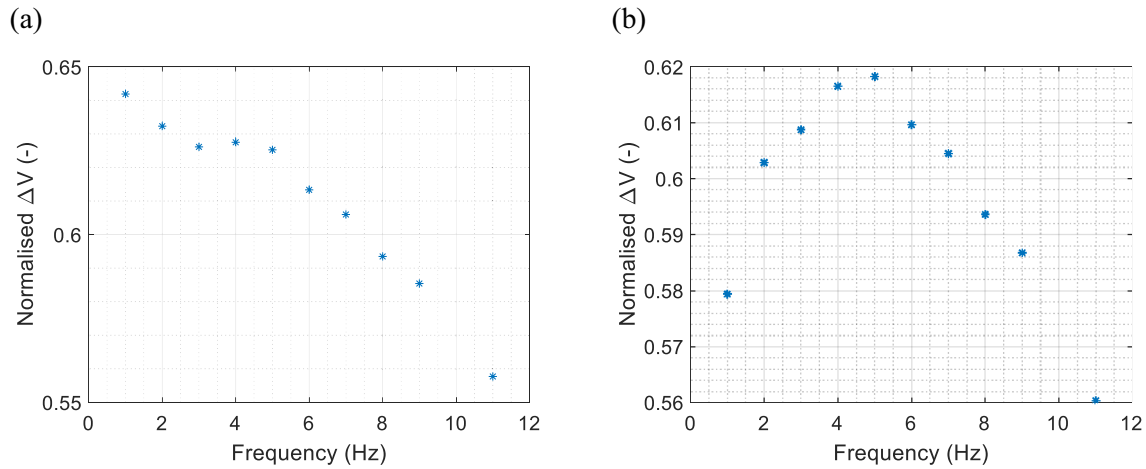 (a)
(b)
0.65
0.6
0.55
0 2 4 6 8 10 12
Frequency (Hz)
Normalised ΔV (-)
0.62
0.61
0.6
0.59
0.58
0.57
0.56
0 2 4 6 8 10 12
Frequency (Hz)
Normalised ΔV (-)